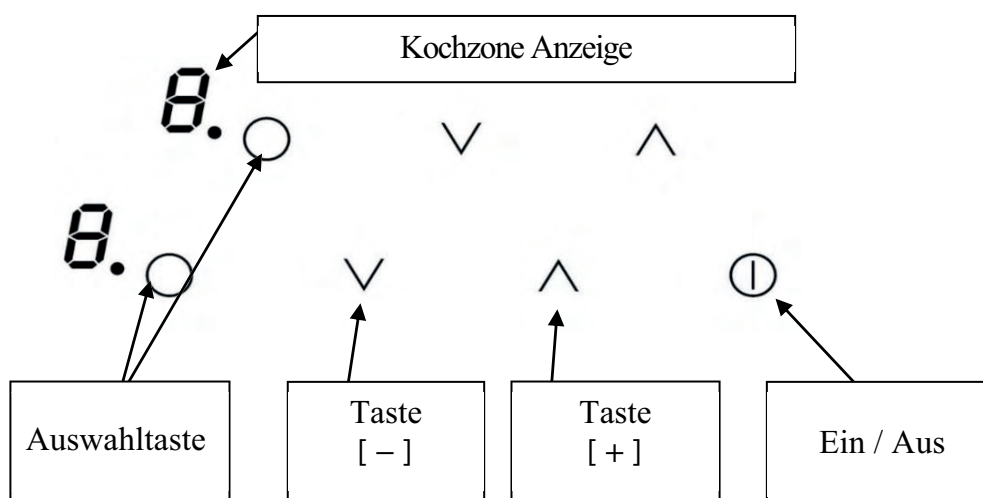 Kochzone Anzeige
8.
8.
Auswahltaste
Taste
[ – ]
Taste
[ + ]
Ein / Aus